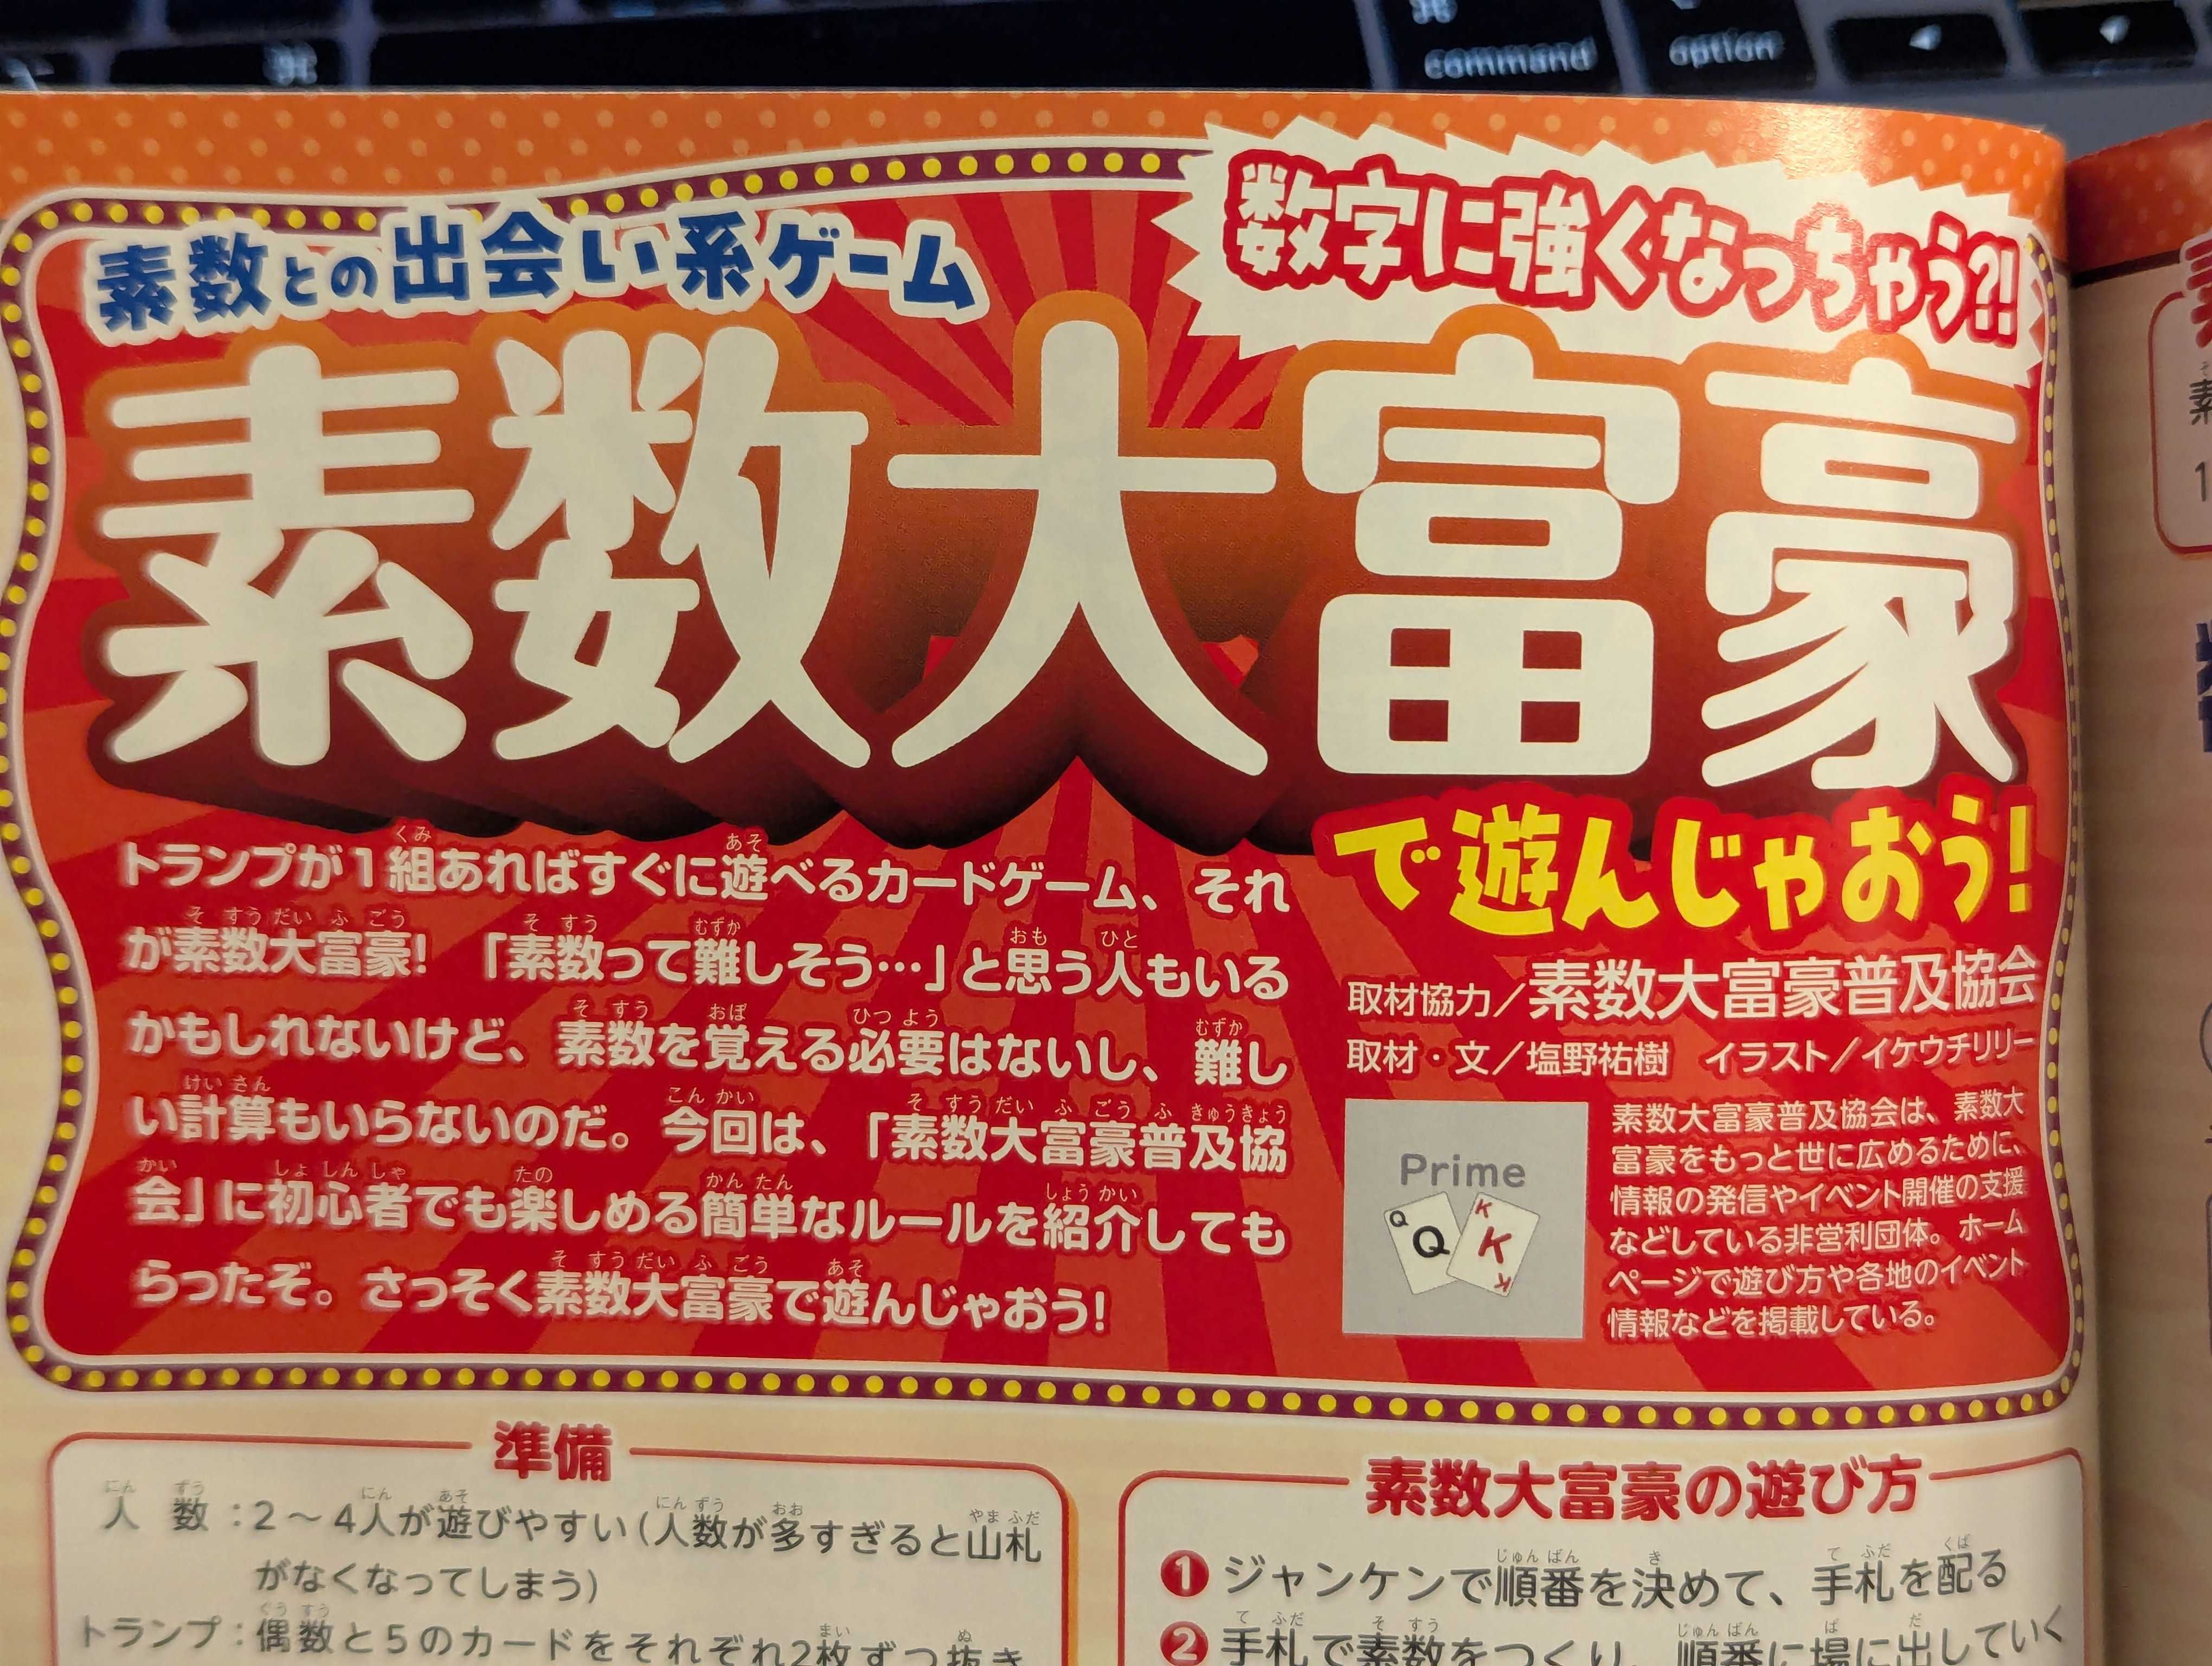 command
option
素数との出会い系ゲーム
数字に強くなっちゃう?!
素数大富豪
で遊んじゃおう!
トランプが1組あればすぐに遊べるカードゲーム、それ
が素数大富豪!「素数って難しそう…」と思う人もいる
かもしれないけど、素数を覚える必要はないし、難し
い計算もいらないのだ。今回は、「素数大富豪普及協
会」に初心者でも楽しめる簡単なルールを紹介しても
らったぞ。さっそく素数大富豪で遊んじゃおう!
取材協力/素数大富豪普及協会
取材・文/塩野祐樹 イラスト/イケウチリリー
Prime
Q Q
K K K
素数大富豪普及協会は、素数大
富豪をもっと世に広めるために、
情報の発信やイベント開催の支援
などしている非営利団体。ホーム
ページで遊び方や各地のイベント
情報などを掲載している。
準備
人数:2~4人が遊びやすい(人数が多すぎると山札
がなくなってしまう)
トランプ:偶数と5のカードをそれぞれ2枚ずつ抜き
素数大富豪の遊び方
1 ジャンケンで順番を決めて、手札を配る
2 手札で素数をつくり、順番に場に出していく